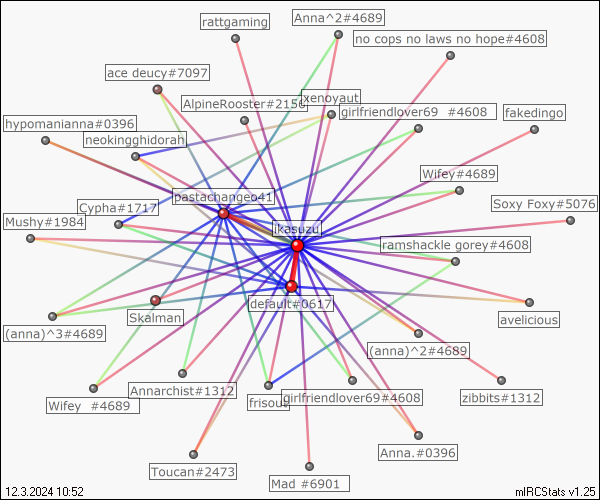 rattgaming
Anna^2#4689
no cops no laws no hope#4608
ace deucy#7097
AlpineRooster#2156
xenoyaut
girlfriendlover69 #4608
fakedingo
hypomanianna#0396
neokingghidorah
Wifey#4689
pastachangeo41
Soxy Foxy#5076
Cypha#1717
Mushy#1984
ikasuzu
ramshackle gorey#4608
default#0617
Skalman
avelicious
(anna)^3#4689
(anna)^2#4689
Annarchist#1312
frisous
girlfriendlover69#4608
zibbits#1312
Wifey #4689
Anna.#0396
Toucan#2473
Mad #6901
12.3.2024 10:52
mIRCStats v1.25